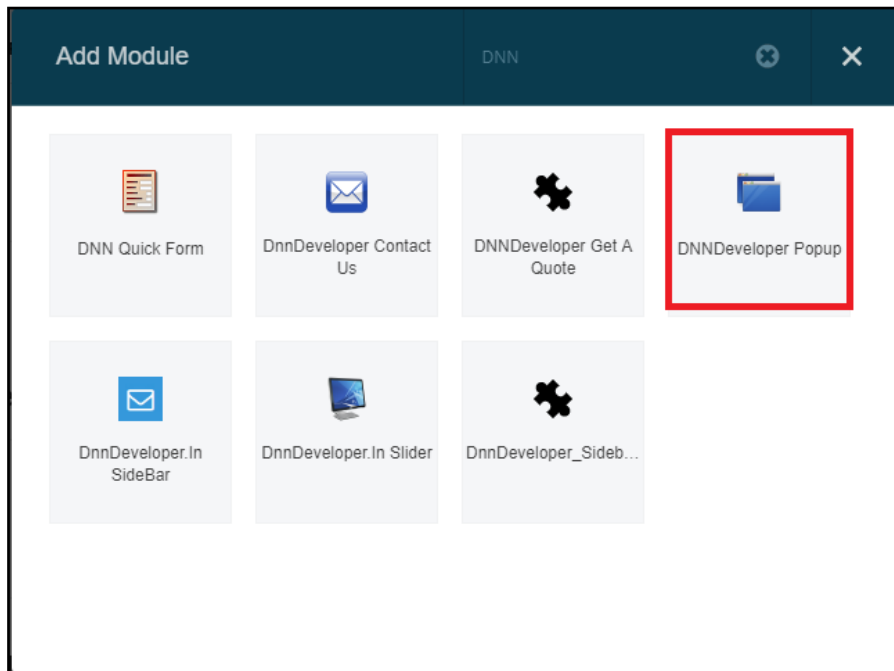 Add Module
DNN
DNN Quick Form
DnnDeveloper Contact
Us
DNNDeveloper Get A
Quote
DNNDeveloper Popup
DnnDeveloper.In
SideBar
DnnDeveloper.In Slider
DnnDeveloper_Sideb...